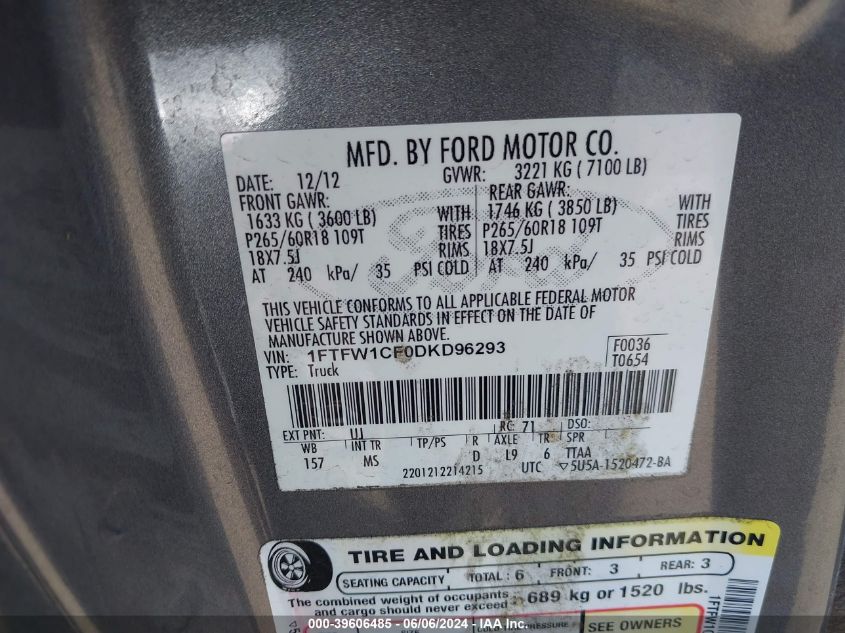 MFD. BY FORD MOTOR CO.
DATE: 12/12 GVWR: 3221 KG ( 7100 LB)
FRONT GAWR: REAR GAWR:
1633 KG ( 3600 LB) WITH 1746 KG ( 3850 LB) WITH
P265/60R18 109T TIRES P265/60R18 109T TIRES
18X7.5J RIMS 18X7.5J RIMS
AT 240 kPa/ 35 PSI COLD AT 240 kPa/ 35 PSI COLD
THIS VEHICLE CONFORMS TO ALL APPLICABLE FEDERAL MOTOR
VEHICLE SAFETY STANDARDS IN EFFECT ON THE DATE OF
MANUFACTURE SHOWN ABOVE.
VIN: 1FTFW1CF0DKD96293 F0036
TYPE: Truck T0654
EXT PNT: UJ RC: 71 DSO:
WB INT TR TP/PS R AXLE TR SPR
157 MS D L9 6 TTAA
2201212214215 UTC ▽5U5A-1520472-BA
TIRE AND LOADING INFORMATION
SEATING CAPACITY TOTAL: 6 FRONT: 3 REAR: 3
The combined weight of occupants
and cargo should never exceed 689 kg or 1520 lbs.
SEE OWNERS
Copart: 39606485 - 06/06/2024 - IAA Inc.